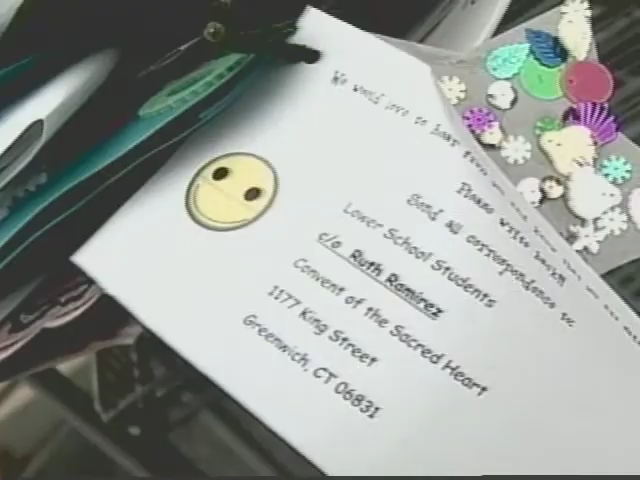 We would love to hear from you
Please write back!!
Send all correspondence to:
Lower School Students
c/o Ruth Ramirez
Convent of the Sacred Heart
1177 King Street
Greenwich, CT 06831